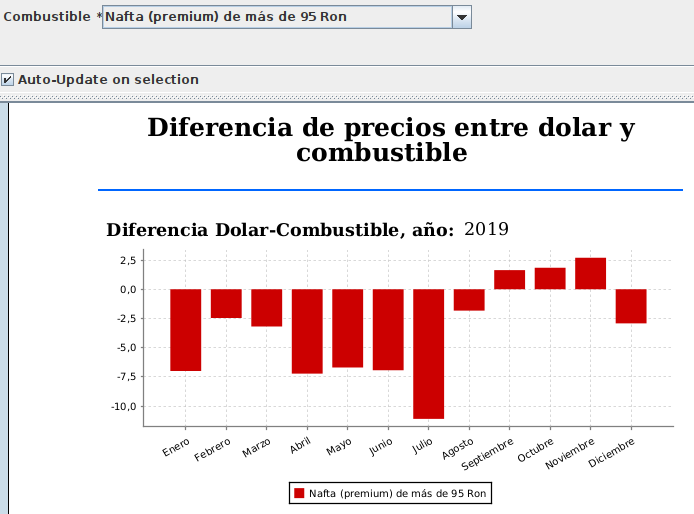 Combustible * Nafta (premium) de más de 95 Ron
Auto-Update on selection
Diferencia de precios entre dolar y
combustible
Diferencia Dolar-Combustible, año: 2019
2,5
0,0
-2,5
-5,0
-7,5
-10,0
Enero Febrero Marzo Abril Mayo Junio Julio Agosto Septiembre Octubre Noviembre Diciembre
Nafta (premium) de más de 95 Ron